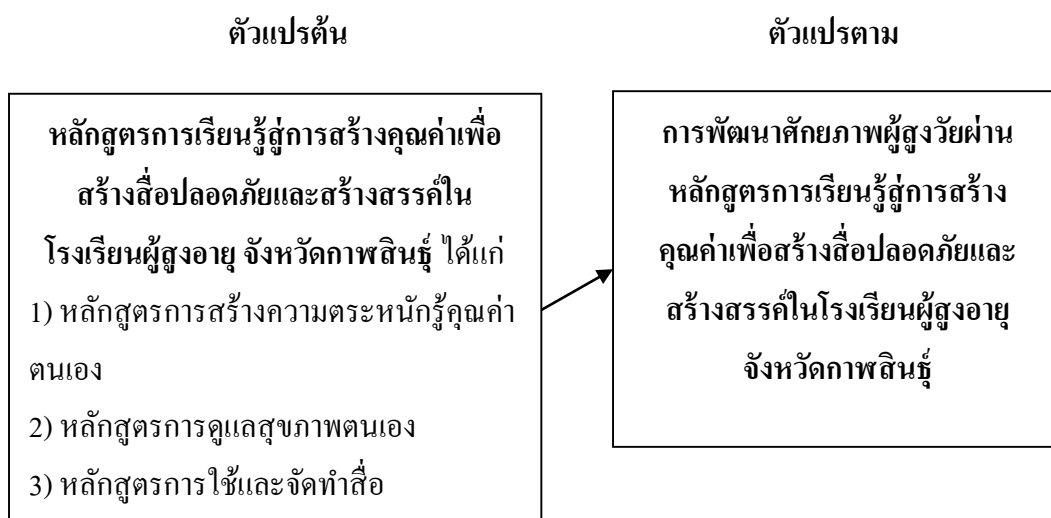 ตัวแปรต้น
ตัวแปรตาม
หลักสูตรการเรียนรู้สู่การสร้างคุณค่าเพื่อ
สร้างสื่อปลอดภัยและสร้างสรรค์ใน
โรงเรียนผู้สูงอายุ จังหวัดกาฬสินธุ์ ได้แก่
1) หลักสูตรการสร้างความตระหนักรู้คุณค่า
ตนเอง
2) หลักสูตรการดูแลสุขภาพตนเอง
3) หลักสูตรการใช้และจัดทำสื่อ
การพัฒนาศักยภาพผู้สูงวัยผ่าน
หลักสูตรการเรียนรู้สู่การสร้าง
คุณค่าเพื่อสร้างสื่อปลอดภัยและ
สร้างสรรค์ในโรงเรียนผู้สูงอายุ
จังหวัดกาฬสินธุ์